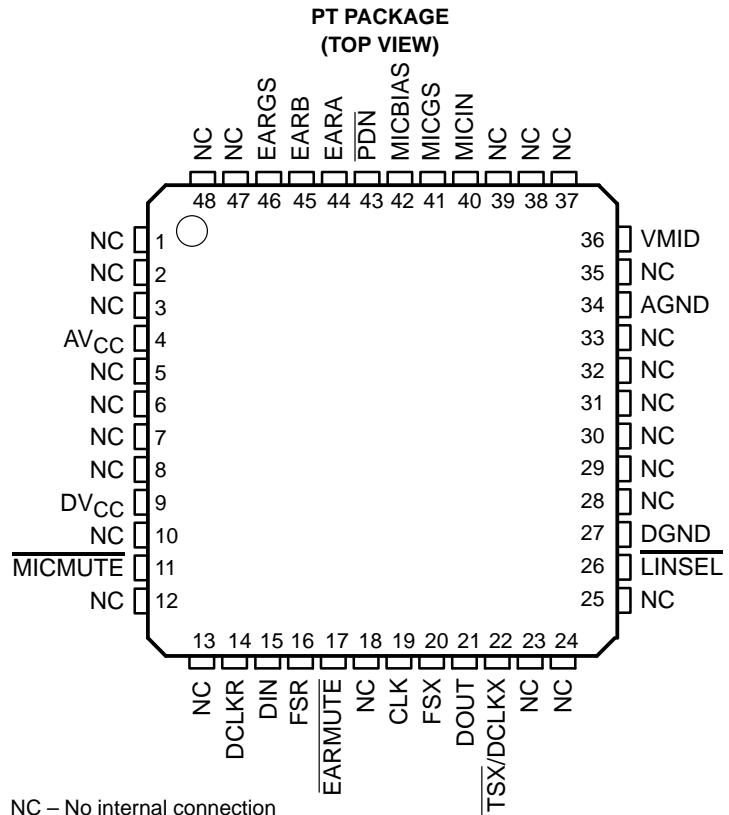 PT PACKAGE
(TOP VIEW)
NC
NC
EARGS
EARB
EARA
PDN
MICBIAS
MICGS
MICIN
NC
NC
NC
48 47 46 45 44 43 42 41 40 39 38 37
NC 1
NC 2
NC 3
AVCC 4
NC 5
NC 6
NC 7
NC 8
DVCC 9
NC 10
MICMUTE 11
NC 12
36 VMID
35 NC
34 AGND
33 NC
32 NC
31 NC
30 NC
29 NC
28 NC
27 DGND
26 LINSEL
25 NC
13 14 15 16 17 18 19 20 21 22 23 24
NC
DCLKR
DIN
FSR
EARMUTE
NC
CLK
FSX
DOUT
TSX/DCLKX
NC
NC
NC – No internal connection